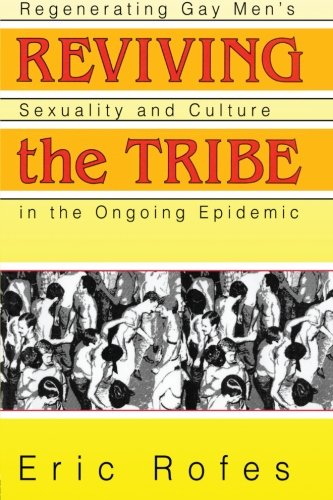 Regenerating Gay Men's
REVIVING
Sexuality and Culture
the TRIBE
in the Ongoing Epidemic
Eric Rofes